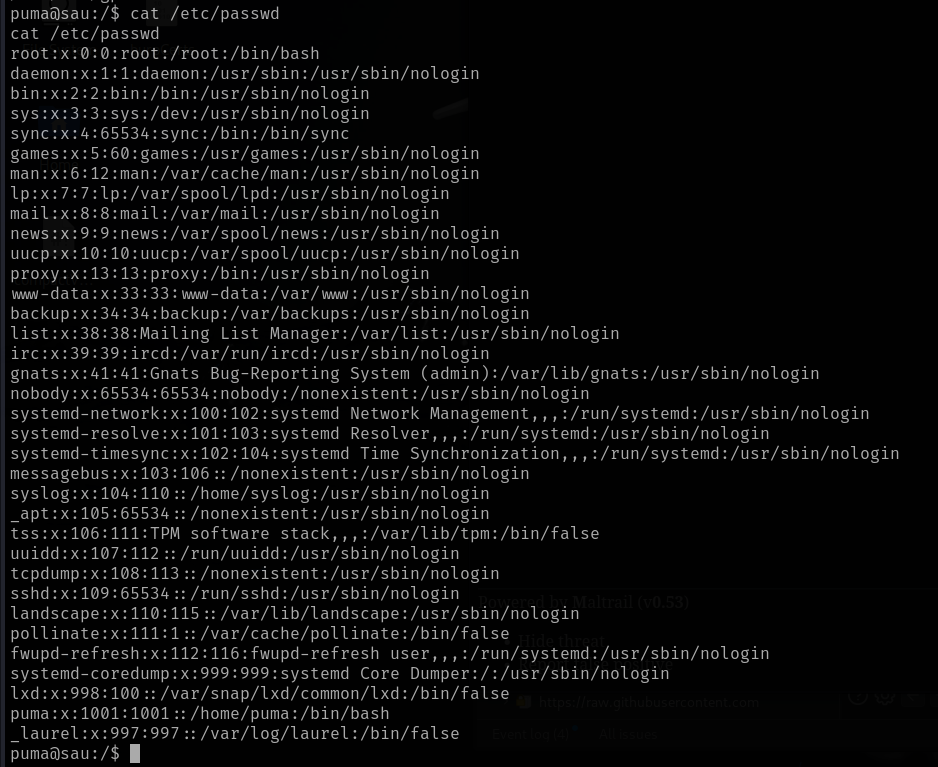 puma@sau:/$ cat /etc/passwd
cat /etc/passwd
root:x:0:0:root:/root:/bin/bash
daemon:x:1:1:daemon:/usr/sbin:/usr/sbin/nologin
bin:x:2:2:bin:/bin:/usr/sbin/nologin
sys:x:3:3:sys:/dev:/usr/sbin/nologin
sync:x:4:65534:sync:/bin:/bin/sync
games:x:5:60:games:/usr/games:/usr/sbin/nologin
man:x:6:12:man:/var/cache/man:/usr/sbin/nologin
lp:x:7:7:lp:/var/spool/lpd:/usr/sbin/nologin
mail:x:8:8:mail:/var/mail:/usr/sbin/nologin
news:x:9:9:news:/var/spool/news:/usr/sbin/nologin
uucp:x:10:10:uucp:/var/spool/uucp:/usr/sbin/nologin
proxy:x:13:13:proxy:/bin:/usr/sbin/nologin
www-data:x:33:33:www-data:/var/www:/usr/sbin/nologin
backup:x:34:34:backup:/var/backups:/usr/sbin/nologin
list:x:38:38:Mailing List Manager:/var/list:/usr/sbin/nologin
irc:x:39:39:ircd:/var/run/ircd:/usr/sbin/nologin
gnats:x:41:41:Gnats Bug-Reporting System (admin):/var/lib/gnats:/usr/sbin/nologin
nobody:x:65534:65534:nobody:/nonexistent:/usr/sbin/nologin
systemd-network:x:100:102:systemd Network Management,,,:/run/systemd:/usr/sbin/nologin
systemd-resolve:x:101:103:systemd Resolver,,,:/run/systemd:/usr/sbin/nologin
systemd-timesync:x:102:104:systemd Time Synchronization,,,:/run/systemd:/usr/sbin/nologin
messagebus:x:103:106::/nonexistent:/usr/sbin/nologin
syslog:x:104:110::/home/syslog:/usr/sbin/nologin
_apt:x:105:65534::/nonexistent:/usr/sbin/nologin
tss:x:106:111:TPM software stack,,,:/var/lib/tpm:/bin/false
uuidd:x:107:112::/run/uuidd:/usr/sbin/nologin
tcpdump:x:108:113::/nonexistent:/usr/sbin/nologin
sshd:x:109:65534::/run/sshd:/usr/sbin/nologin
Powered by Maltrail (v0.53)
landscape:x:110:115::/var/lib/landscape:/usr/sbin/nologin
pollinate:x:111:1::/var/cache/pollinate:/bin/false
Hide threat
fwupd-refresh:x:112:116:fwupd-refresh user,,,:/run/systemd:/usr/sbin/nologin
systemd-coredump:x:999:999:systemd Core Dumper:/:/usr/sbin/nologin
lxd:x:998:100::/var/snap/lxd/common/lxd:/bin/false
https://raw.githubusercontent.com
puma:x:1001:1001::/home/puma:/bin/bash
_laurel:x:997:997::/var/log/laurel:/bin/false
puma@sau:/$